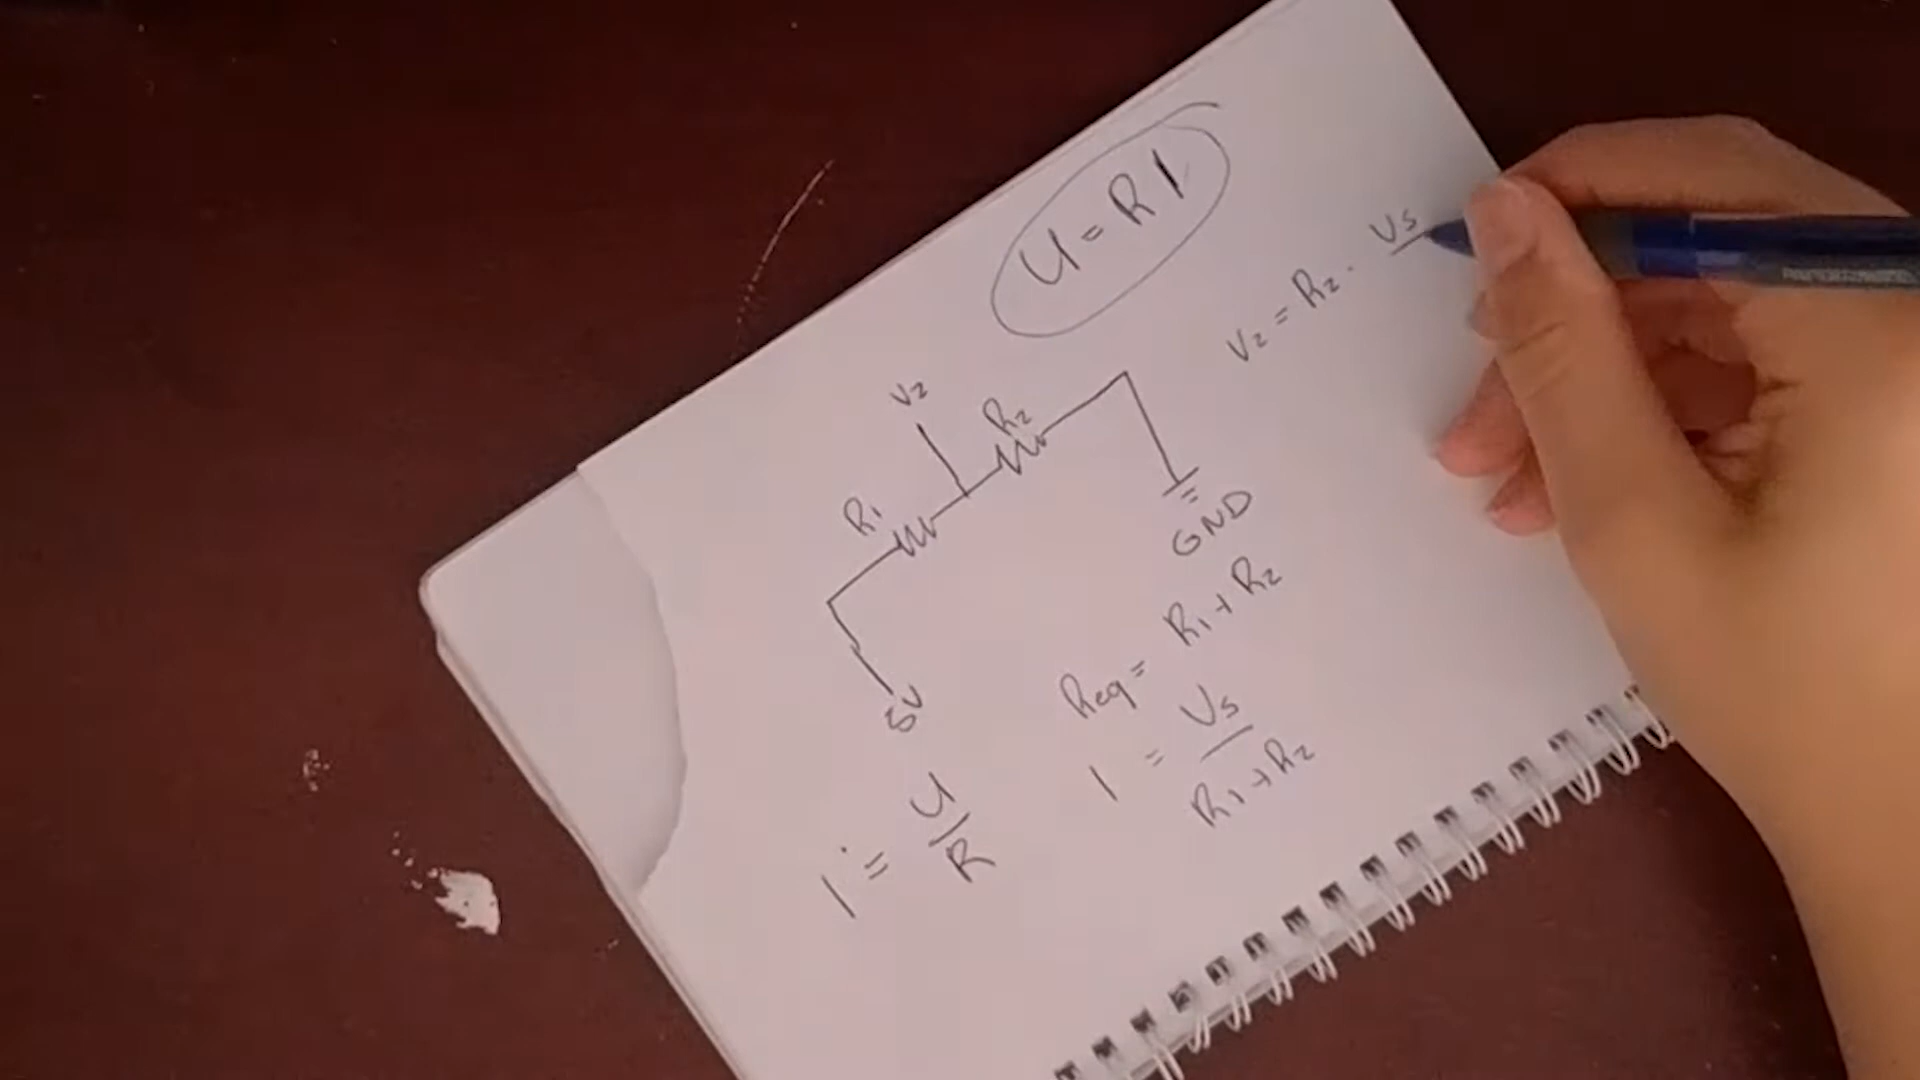 U = RI
V2 = R2 · Vs
V2
R2
R1
GND
5V
Req = R1 + R2
I = Vs
R1+R2
I = U
R